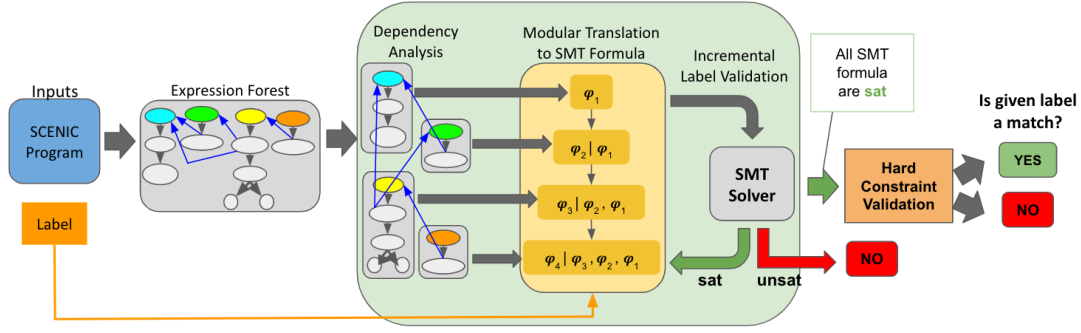 Inputs
SCENIC
Program
Label
Expression Forest
Dependency
Analysis
Modular Translation
to SMT Formula
φ1
φ2 | φ1
φ3 | φ2 , φ1
φ4 | φ3, φ2, φ1
Incremental
Label Validation
SMT
Solver
sat
unsat
NO
All SMT
formula
are sat
Hard
Constraint
Validation
Is given label
a match?
YES
NO